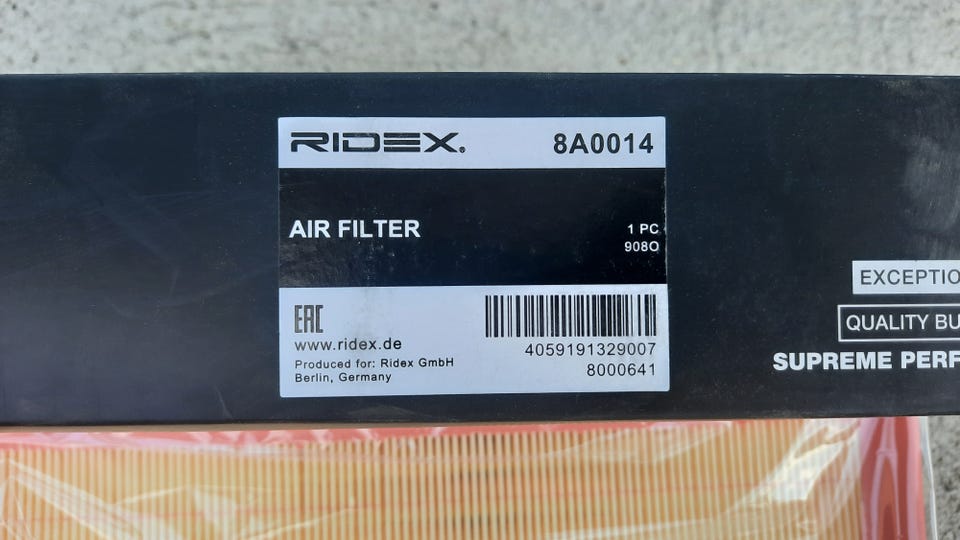 RIDEX® 8A0014
AIR FILTER
1 PC
908O
EAC
www.ridex.de
Produced for: Ridex GmbH
Berlin, Germany
4059191329007
8000641
EXCEPTIO
QUALITY BU
SUPREME PERF